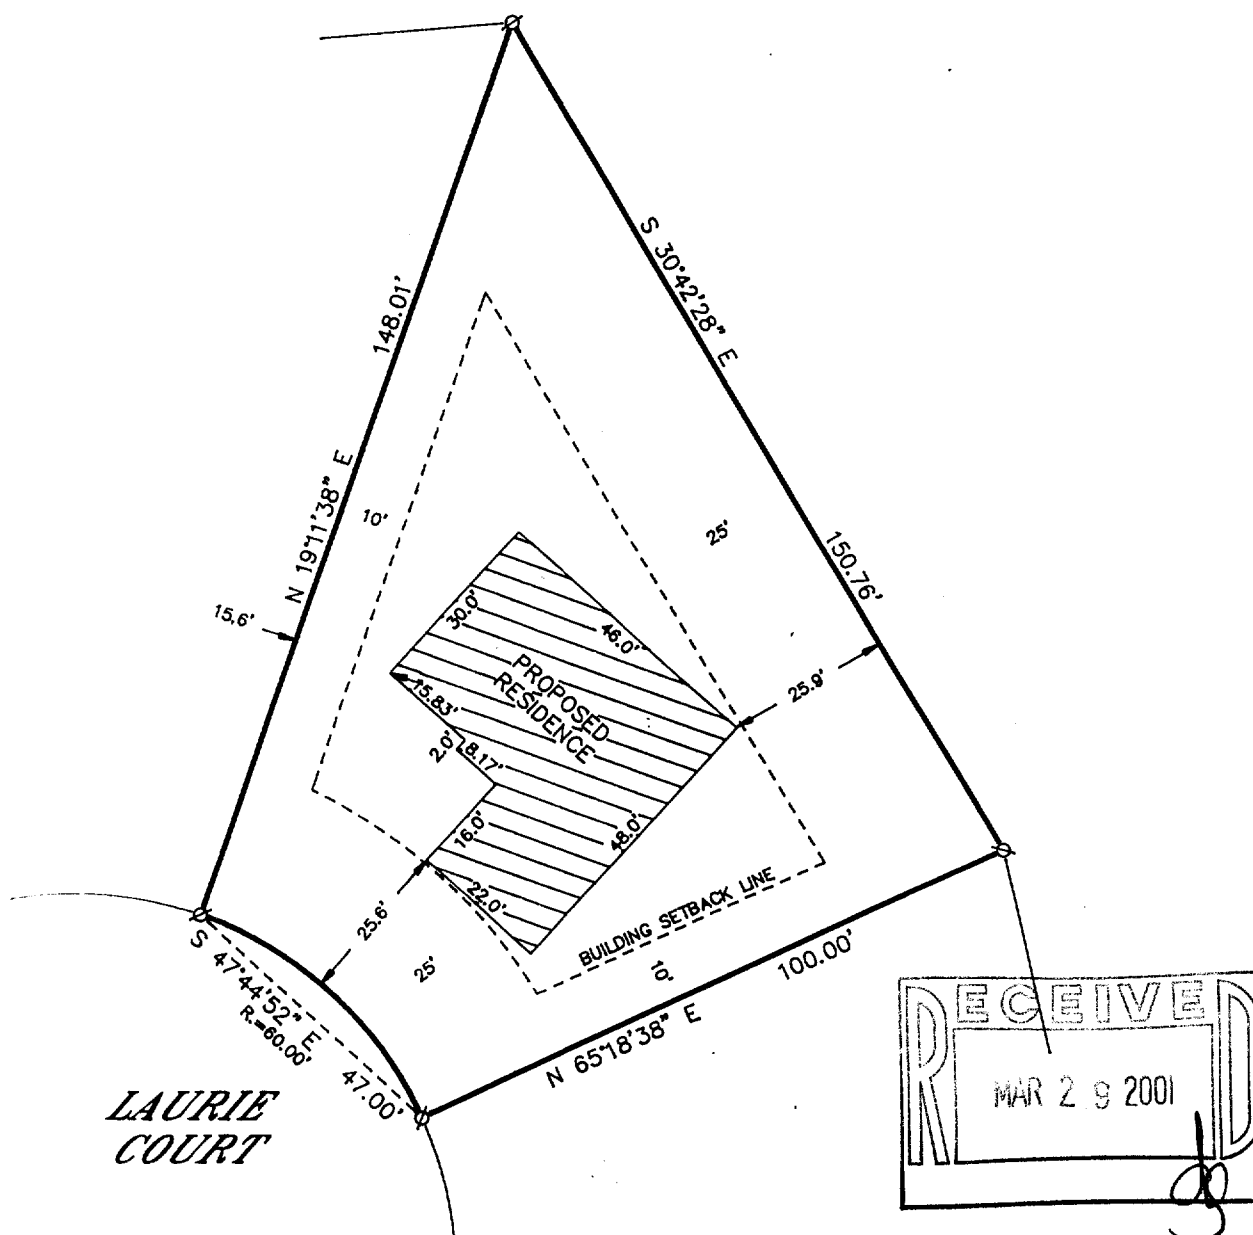 148.01'
N 19°11'38" E
S 30°42'28" E
150.76'
10'
25'
15.6'
30.0'
46.0'
PROPOSED
RESIDENCE
15.83'
2.0'
8.17'
25.9'
16.0'
48.0'
22.0'
25.6'
25'
BUILDING SETBACK LINE
10'
100.00'
N 65°18'38" E
S 47°44'52" E
47.00'
R.=60.00'
LAURIE
COURT
RECEIVED
MAR 2 9 2001